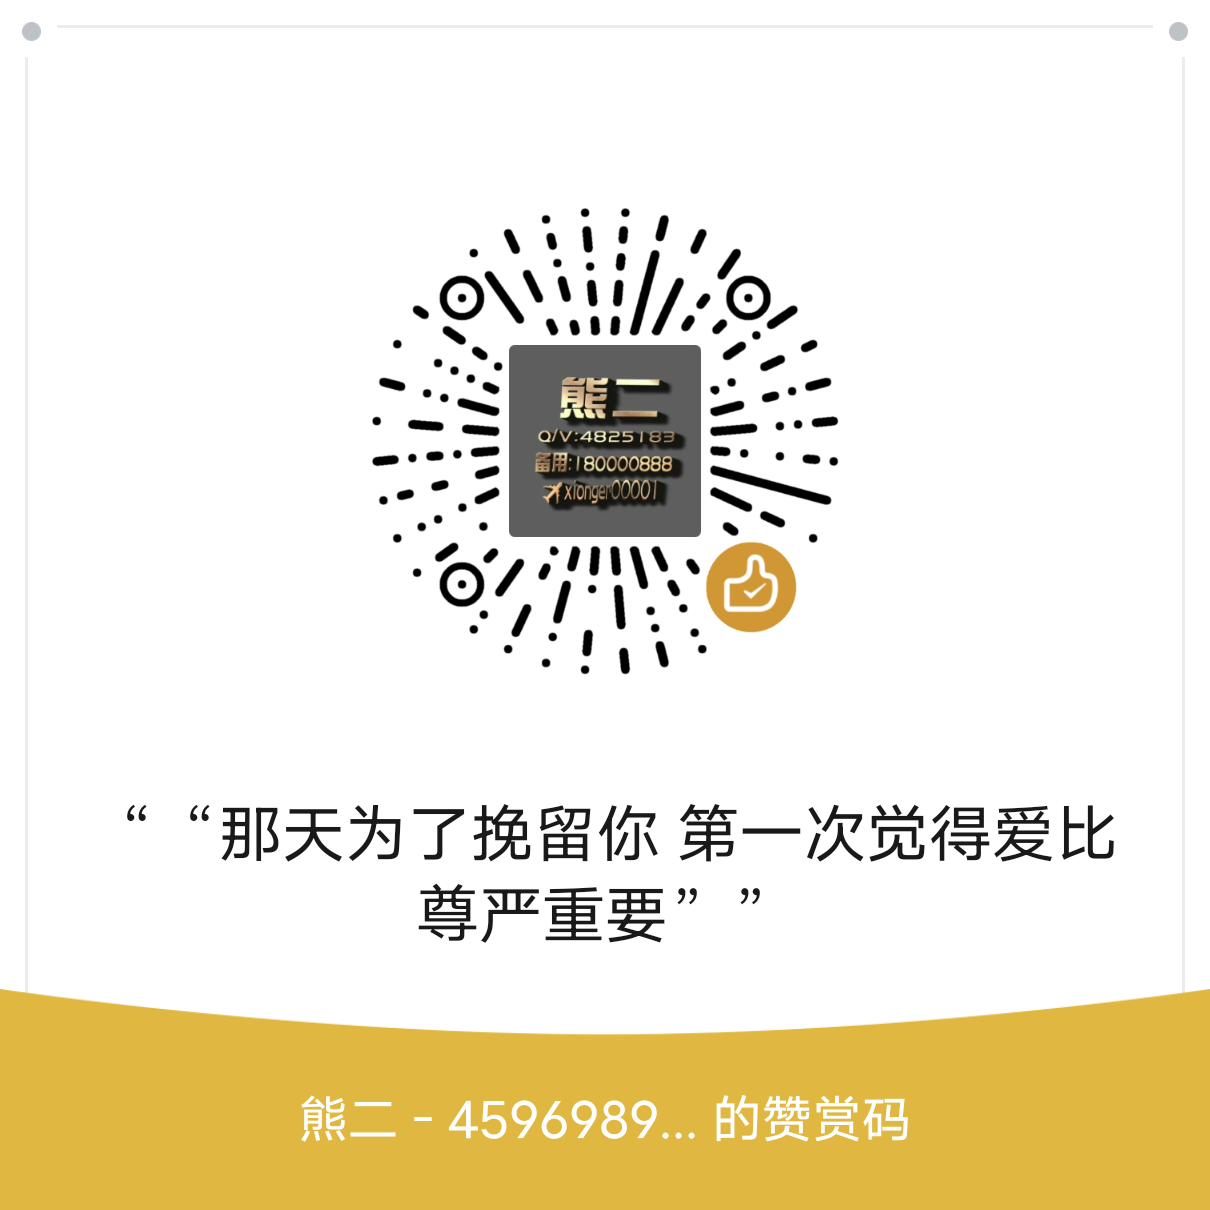 熊二
Q/V:4825183
备用:180000888
xionger00001
““那天为了挽留你 第一次觉得爱比
尊严重要””
熊二 - 4596989... 的赞赏码